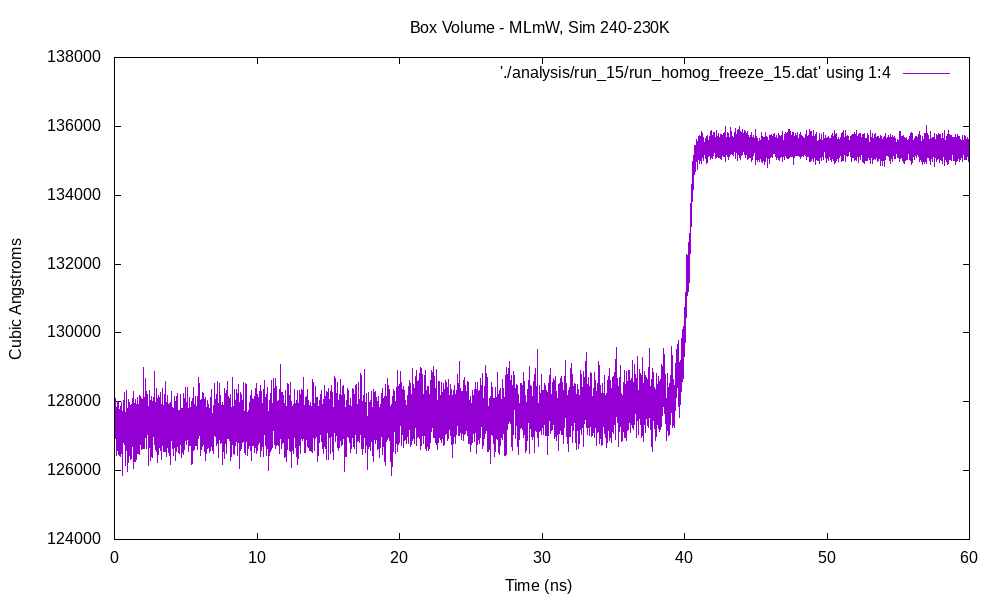 Box Volume - MLmW, Sim 240-230K
'./analysis/run_15/run_homog_freeze_15.dat' using 1:4
138000
136000
134000
132000
130000
128000
126000
124000
Cubic Angstroms
0 10 20 30 40 50 60
Time (ns)